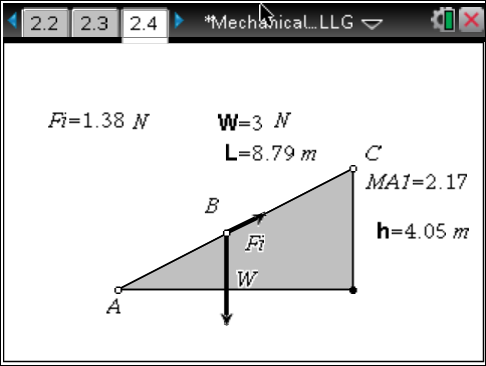 2.2 2.3 2.4 *Mechanical...LLG
Fi=1.38 N
W=3 N
L=8.79 m
C
MA1=2.17
B
Fi
h=4.05 m
W
A